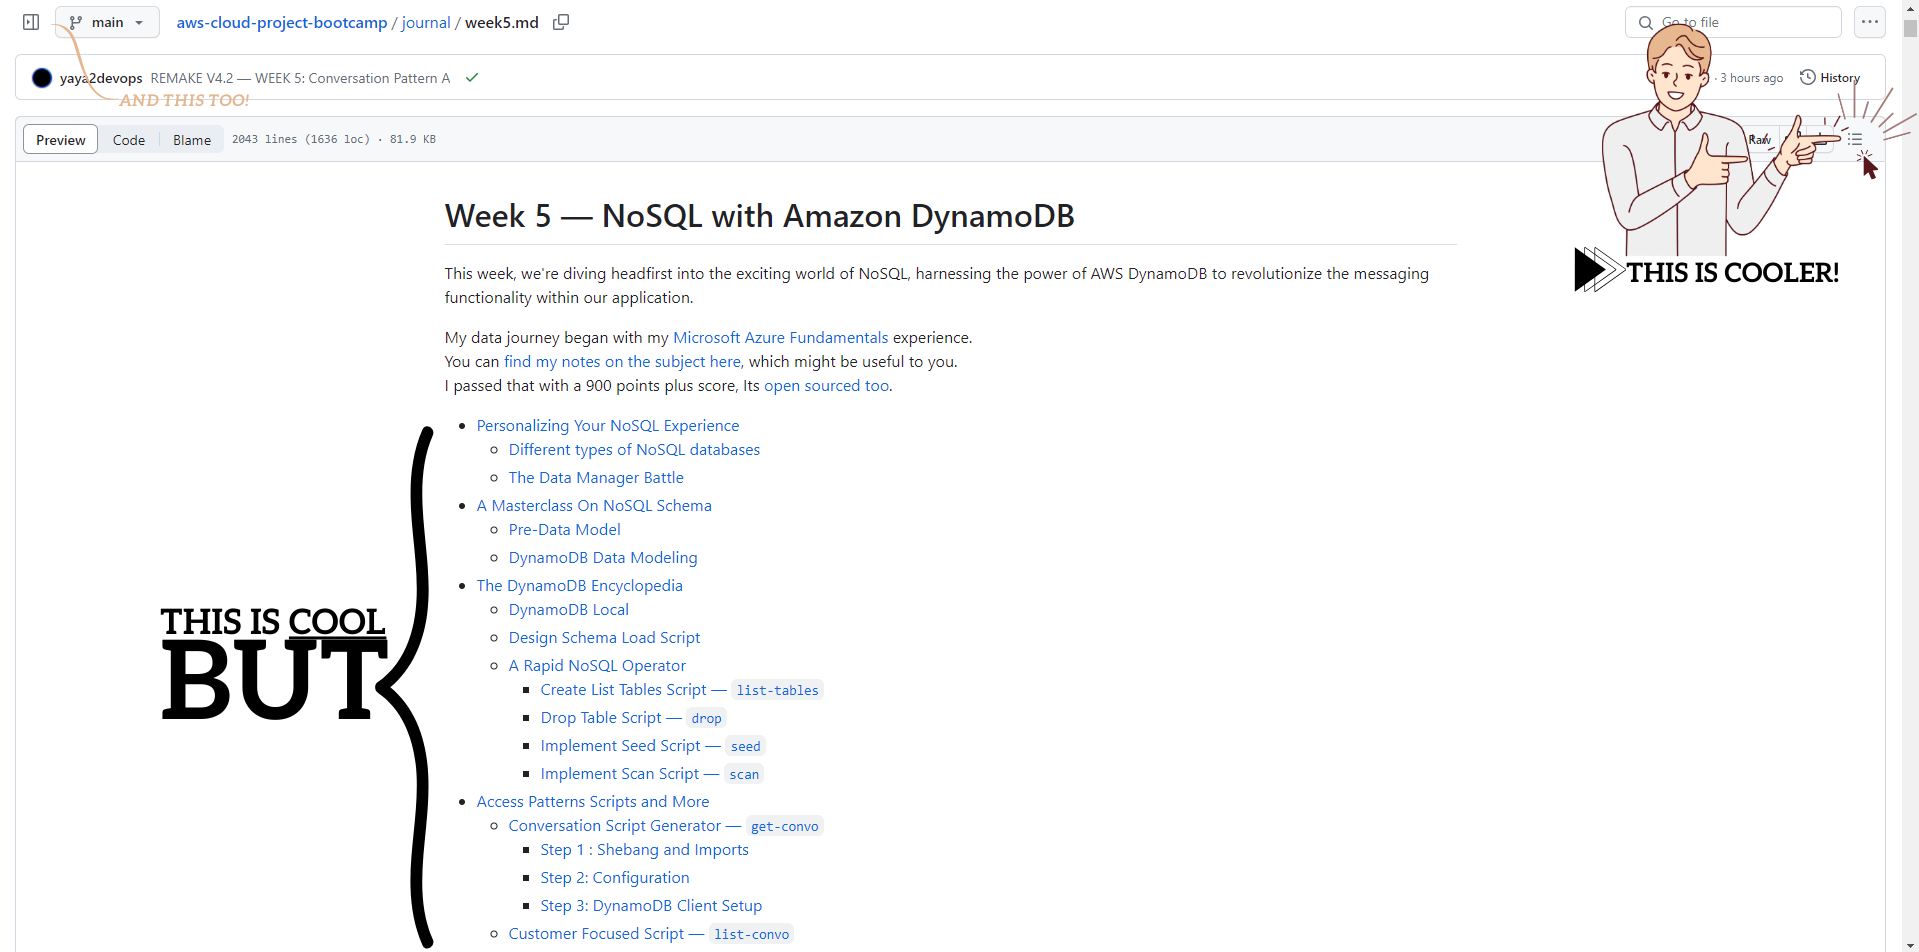 main
aws-cloud-project-bootcamp / journal / week5.md
Go to file
yaya2devops REMAKE V4.2 — WEEK 5: Conversation Pattern A
· 3 hours ago
History
AND THIS TOO!
Preview
Code
Blame
2043 lines (1636 loc) · 81.9 KB
Raw
Week 5 — NoSQL with Amazon DynamoDB
THIS IS COOLER!
This week, we're diving headfirst into the exciting world of NoSQL, harnessing the power of AWS DynamoDB to revolutionize the messaging
functionality within our application.
My data journey began with my Microsoft Azure Fundamentals experience.
You can find my notes on the subject here, which might be useful to you.
I passed that with a 900 points plus score, Its open sourced too.
Personalizing Your NoSQL Experience
Different types of NoSQL databases
The Data Manager Battle
A Masterclass On NoSQL Schema
Pre-Data Model
DynamoDB Data Modeling
The DynamoDB Encyclopedia
DynamoDB Local
Design Schema Load Script
A Rapid NoSQL Operator
Create List Tables Script — list-tables
Drop Table Script — drop
Implement Seed Script — seed
Implement Scan Script — scan
Access Patterns Scripts and More
Conversation Script Generator — get-convo
Step 1 : Shebang and Imports
Step 2: Configuration
Step 3: DynamoDB Client Setup
Customer Focused Script — list-convo
THIS IS COOL
BUT